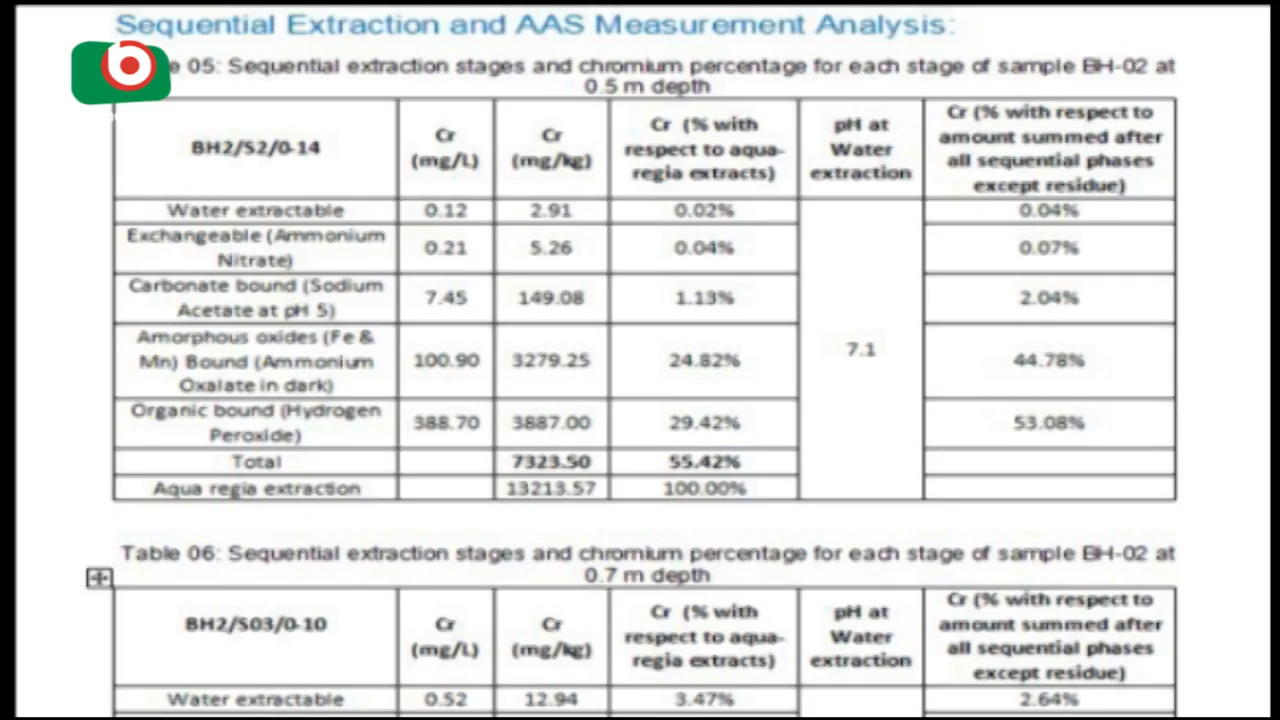 Sequential Extraction and AAS Measurement Analysis:
e 05: Sequential extraction stages and chromium percentage for each stage of sample BH-02 at
0.5 m depth
BH2/S2/0-14
Cr
(mg/L)
Cr
(mg/kg)
Cr (% with
respect to aqua-
regia extracts)
pH at
Water
extraction
Cr (% with respect to
amount summed after
all sequential phases
except residue)
Water extractable 0.12 2.91 0.02% 0.04%
Exchangeable (Ammonium
Nitrate) 0.21 5.26 0.04% 0.07%
Carbonate bound (Sodium
Acetate at pH 5) 7.45 149.08 1.13% 2.04%
Amorphous oxides (Fe &
Mn) Bound (Ammonium
Oxalate in dark) 100.90 3279.25 24.82% 7.1 44.78%
Organic bound (Hydrogen
Peroxide) 388.70 3887.00 29.42% 53.08%
Total 7323.50 55.42%
Aqua regia extraction 13213.57 100.00%
Table 06: Sequential extraction stages and chromium percentage for each stage of sample BH-02 at
0.7 m depth
BH2/S03/0-10
Cr
(mg/L)
Cr
(mg/kg)
Cr (% with
respect to aqua-
regia extracts)
pH at
Water
extraction
Cr (% with respect to
amount summed after
all sequential phases
except residue)
Water extractable 0.52 12.94 3.47% 2.64%